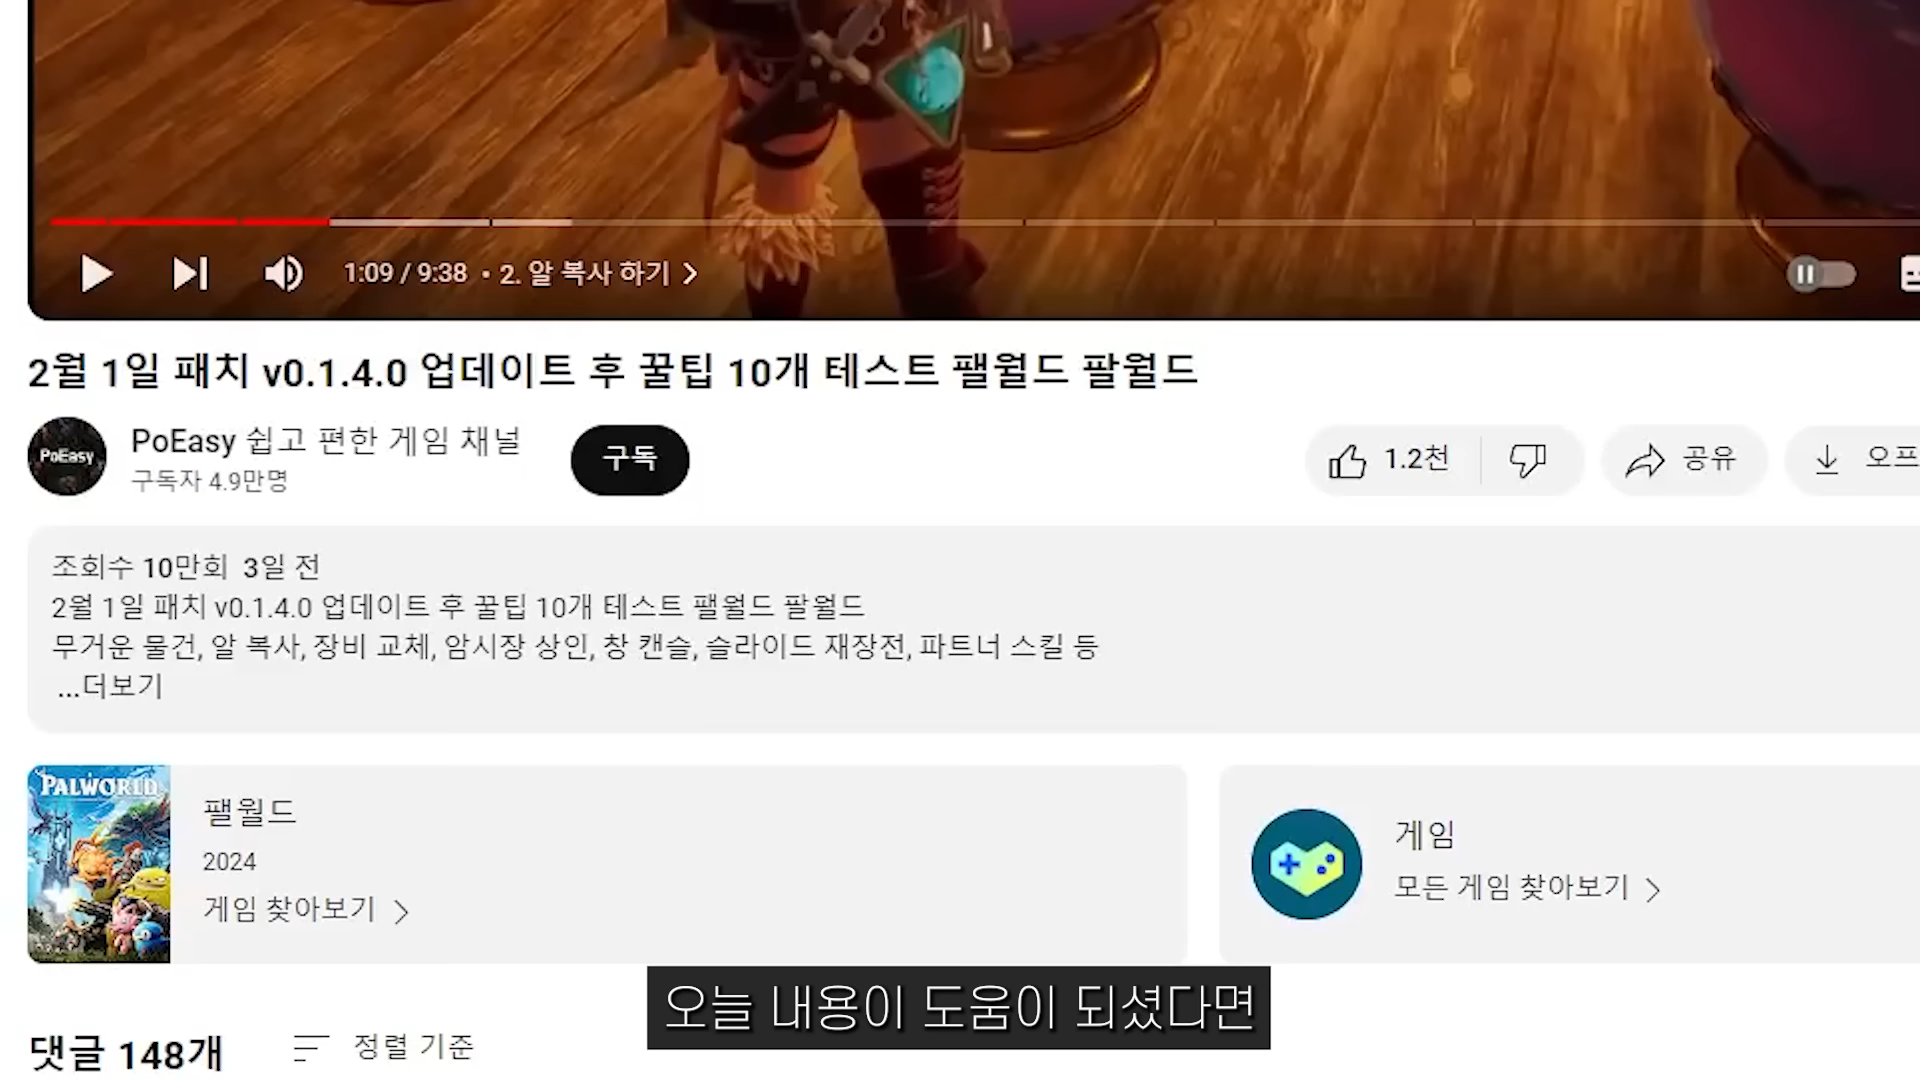 1:09 / 9:38 • 2. 알 복사 하기
2월 1일 패치 v0.1.4.0 업데이트 후 꿀팁 10개 테스트 팰월드 팔월드
PoEasy
PoEasy 쉽고 편한 게임 채널
구독자 4.9만명
구독
1.2천
공유
오프
조회수 10만회 3일 전
2월 1일 패치 v0.1.4.0 업데이트 후 꿀팁 10개 테스트 팰월드 팔월드
무거운 물건, 알 복사, 장비 교체, 암시장 상인, 창 캔슬, 슬라이드 재장전, 파트너 스킬 등
...더보기
PALWORLD
팰월드
2024
게임 찾아보기
게임
모든 게임 찾아보기
오늘 내용이 도움이 되셨다면
댓글 148개
정렬 기준